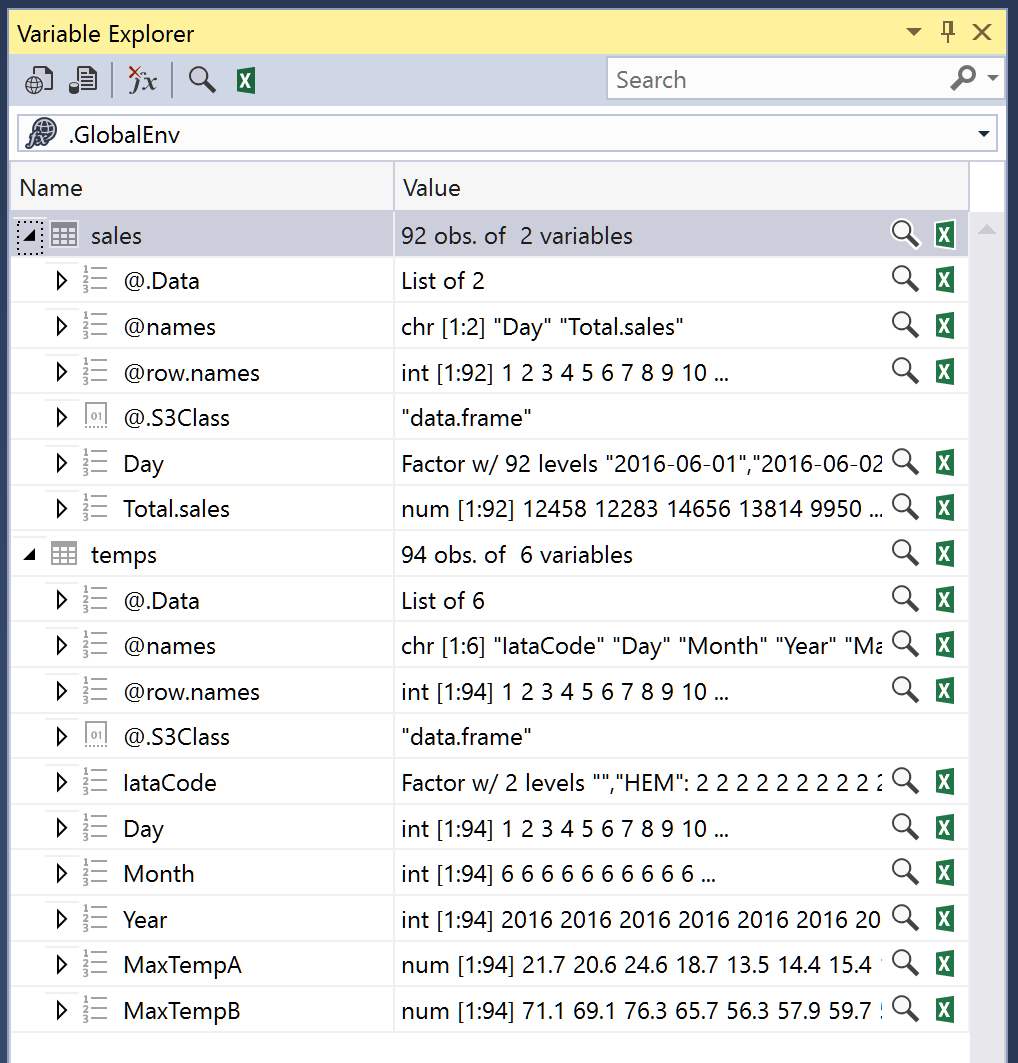 Variable Explorer
Search
.GlobalEnv
Name Value
sales 92 obs. of  2 variables
@.Data List of 2
@names chr [1:2] "Day" "Total.sales"
@row.names int [1:92] 1 2 3 4 5 6 7 8 9 10 ...
@.S3Class "data.frame"
Day Factor w/ 92 levels "2016-06-01","2016-06-02
Total.sales num [1:92] 12458 12283 14656 13814 9950 ...
temps 94 obs. of  6 variables
@.Data List of 6
@names chr [1:6] "IataCode" "Day" "Month" "Year" "Ma
@row.names int [1:94] 1 2 3 4 5 6 7 8 9 10 ...
@.S3Class "data.frame"
IataCode Factor w/ 2 levels "","HEM": 2 2 2 2 2 2 2 2 2 2
Day int [1:94] 1 2 3 4 5 6 7 8 9 10 ...
Month int [1:94] 6 6 6 6 6 6 6 6 6 6 ...
Year int [1:94] 2016 2016 2016 2016 2016 2016 20
MaxTempA num [1:94] 21.7 20.6 24.6 18.7 13.5 14.4 15.4
MaxTempB num [1:94] 71.1 69.1 76.3 65.7 56.3 57.9 59.7